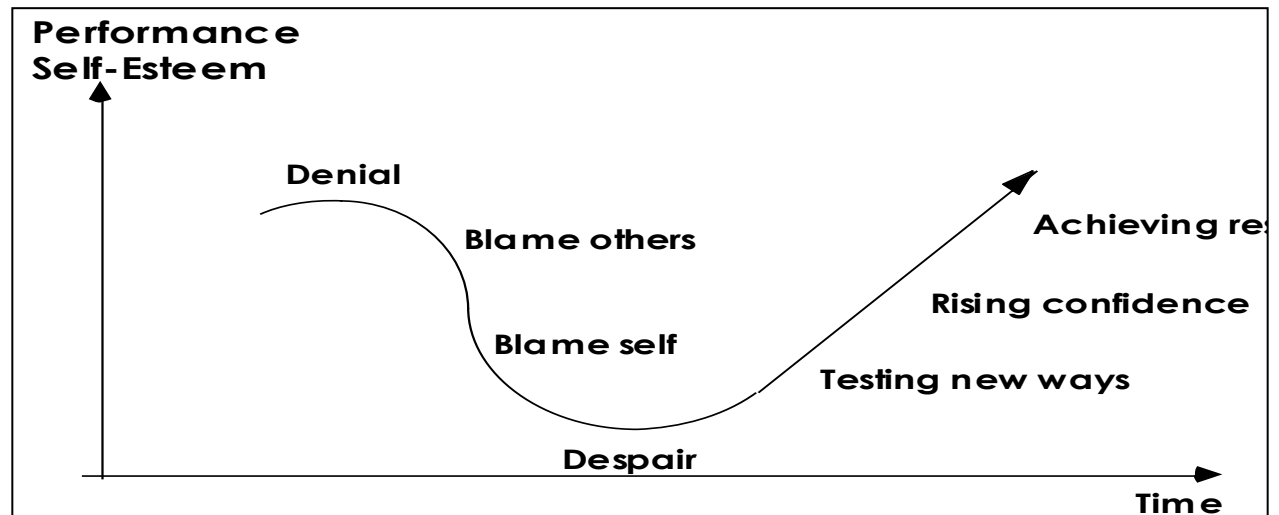 Performance
Self-Esteem
Denial
Blame others
Blame self
Despair
Testing new ways
Rising confidence
Achieving
Time